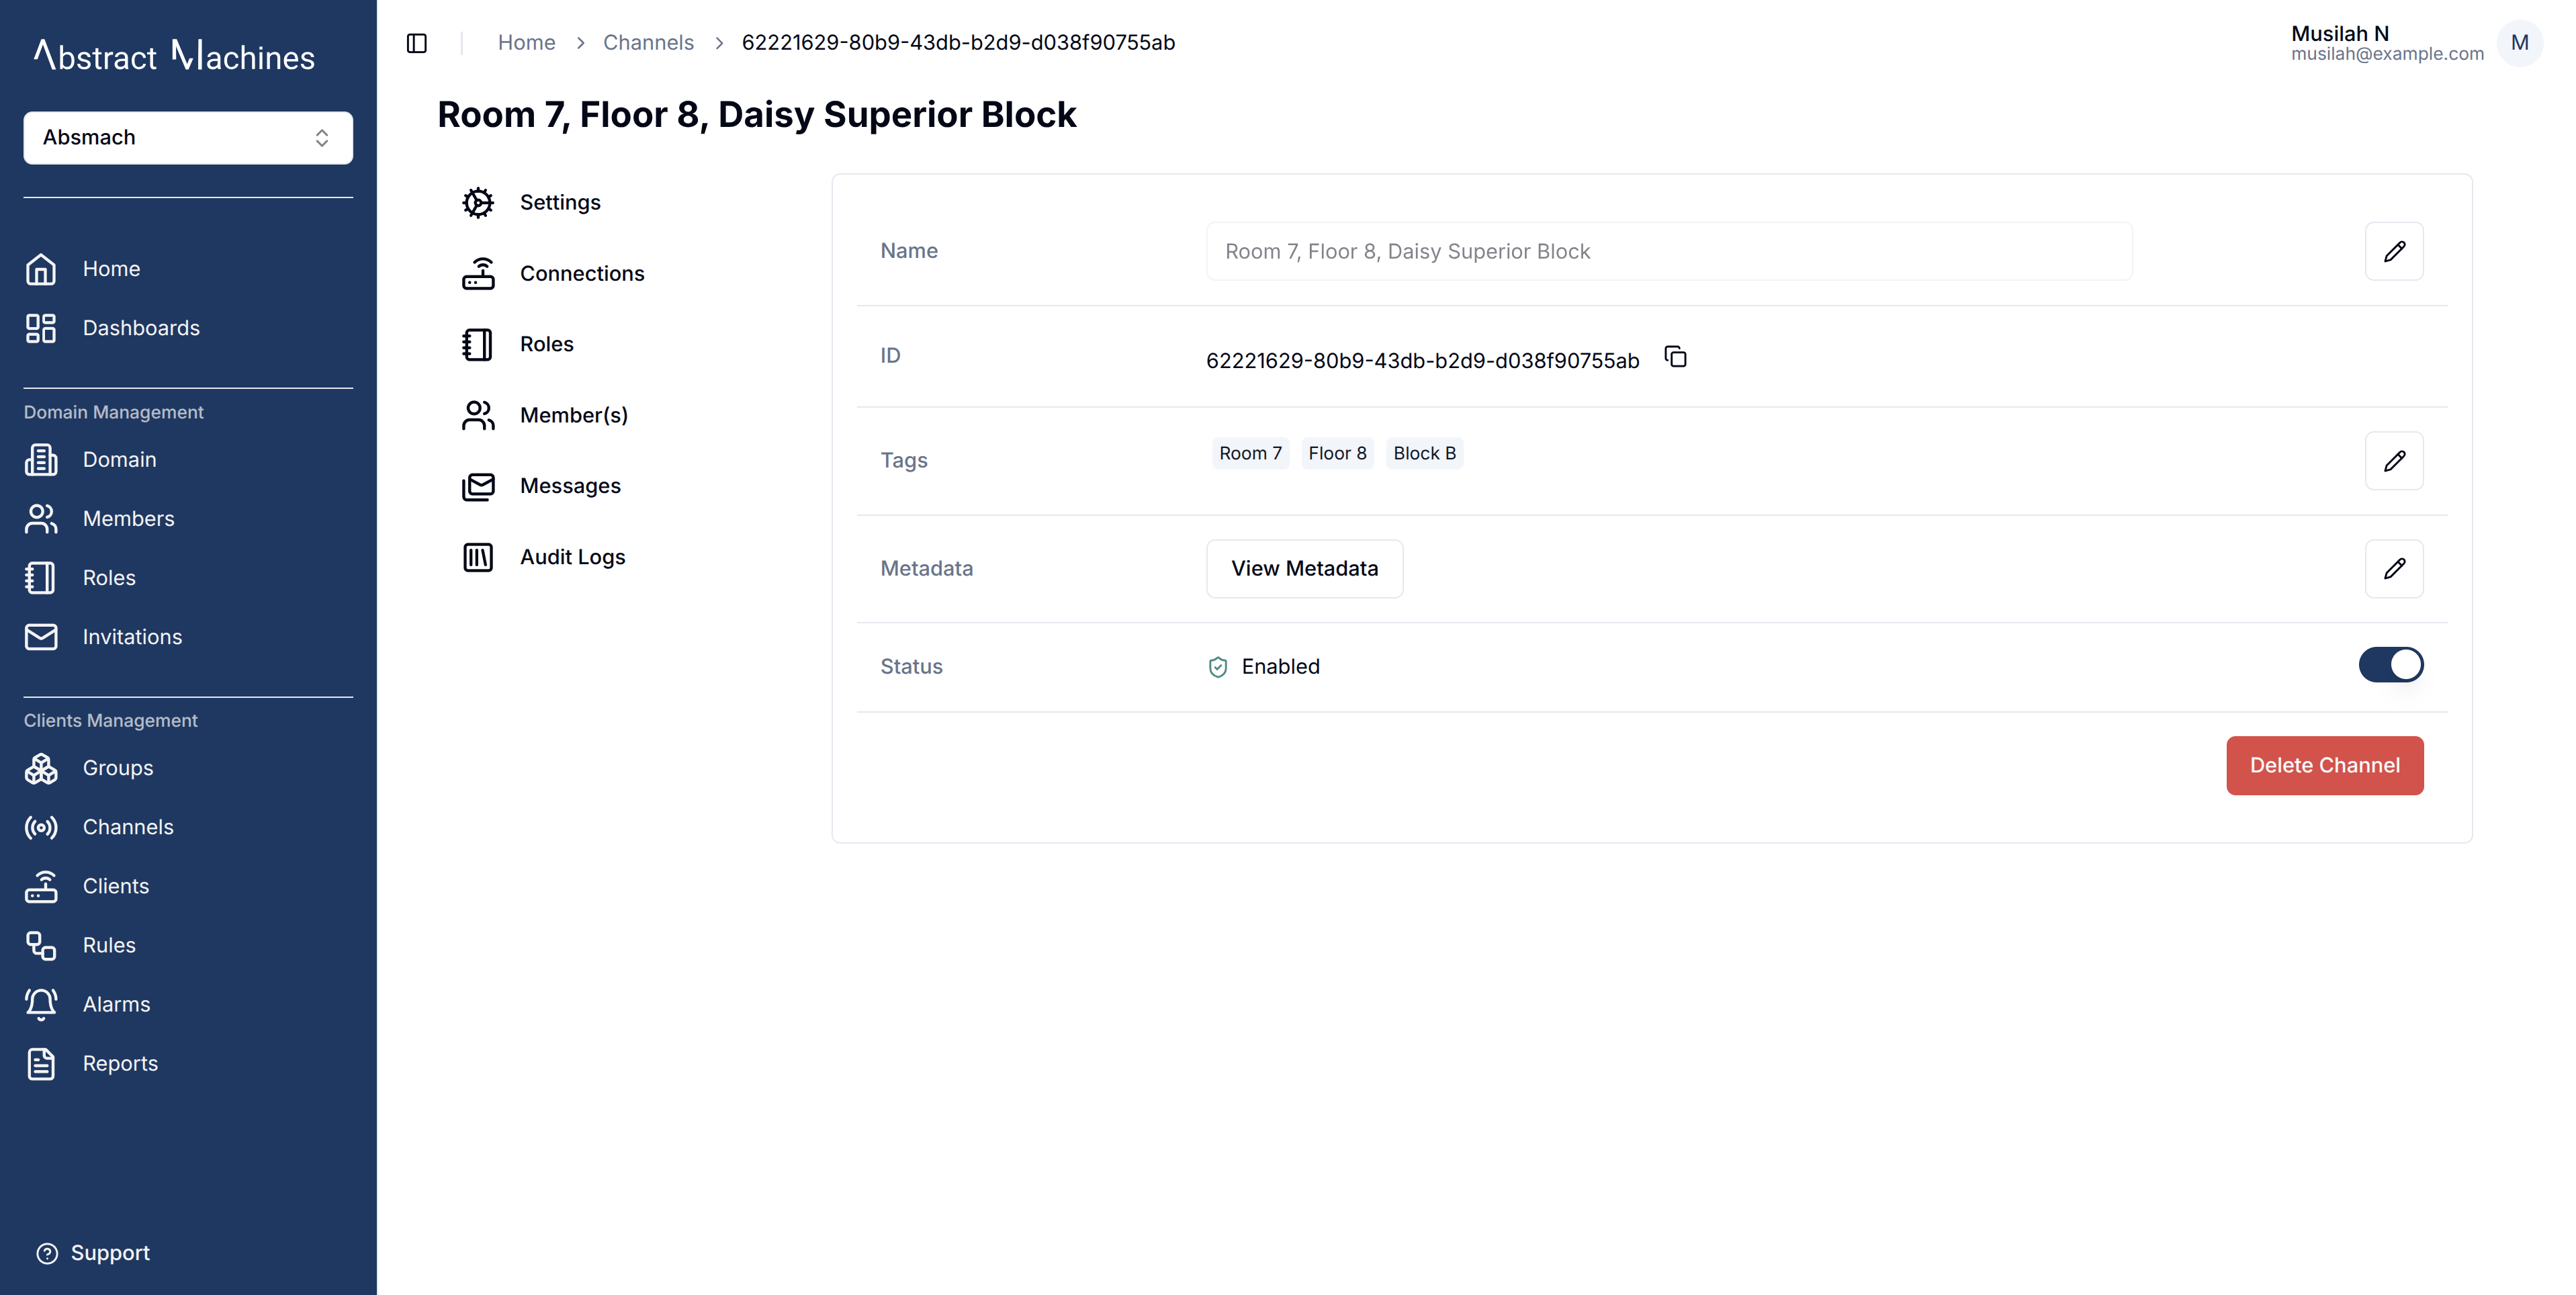 Abstract Machines
Absmach
Home
Dashboards
Domain Management
Domain
Members
Roles
Invitations
Clients Management
Groups
Channels
Clients
Rules
Alarms
Reports
Support
Home > Channels > 62221629-80b9-43db-b2d9-d038f90755ab
Musilah N
musilah@example.com
M
Room 7, Floor 8, Daisy Superior Block
Settings
Connections
Roles
Member(s)
Messages
Audit Logs
Name Room 7, Floor 8, Daisy Superior Block
ID 62221629-80b9-43db-b2d9-d038f90755ab
Tags Room 7 Floor 8 Block B
Metadata View Metadata
Status Enabled
Delete Channel